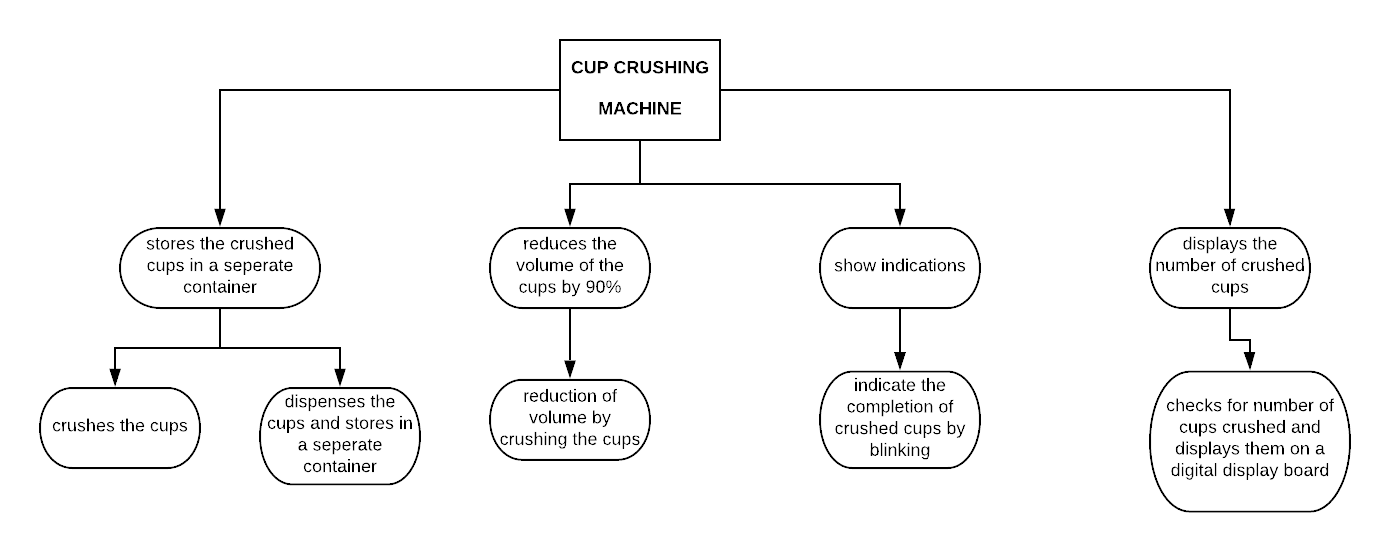 CUP CRUSHING
MACHINE
stores the crushed
cups in a seperate
container
reduces the
volume of the
cups by 90%
show indications
displays the
number of crushed
cups
crushes the cups
dispenses the
cups and stores in
a seperate
container
reduction of
volume by
crushing the cups
indicate the
completion of
crushed cups by
blinking
checks for number of
cups crushed and
displays them on a
digital display board